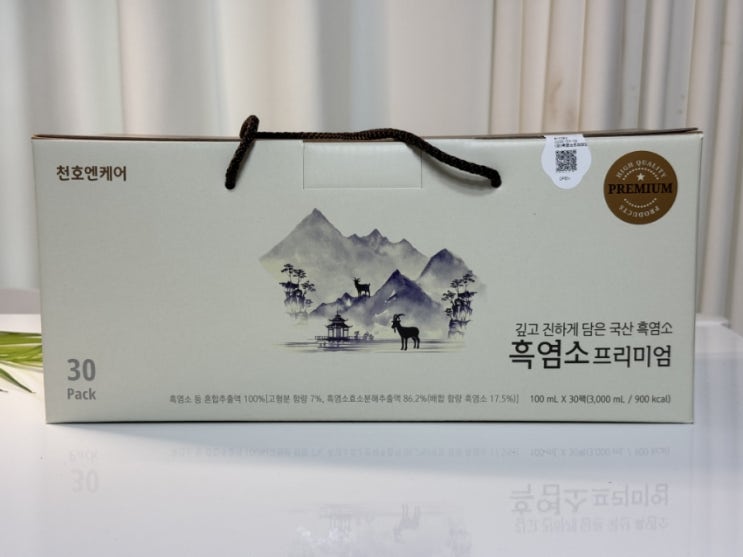 천호엔케어
OPEN
HIGH QUALITY
PREMIUM
PRODUCTS
깊고 진하게 담은 국산 흑염소
흑염소프리미엄
30
Pack
흑염소 등 혼합추출액 100%[고형분 함량 7%, 흑염소효소분해추출액 86.2%(배합 함량 흑염소 17.5%)]
100 mL X 30팩(3,000 mL / 900 kcal)